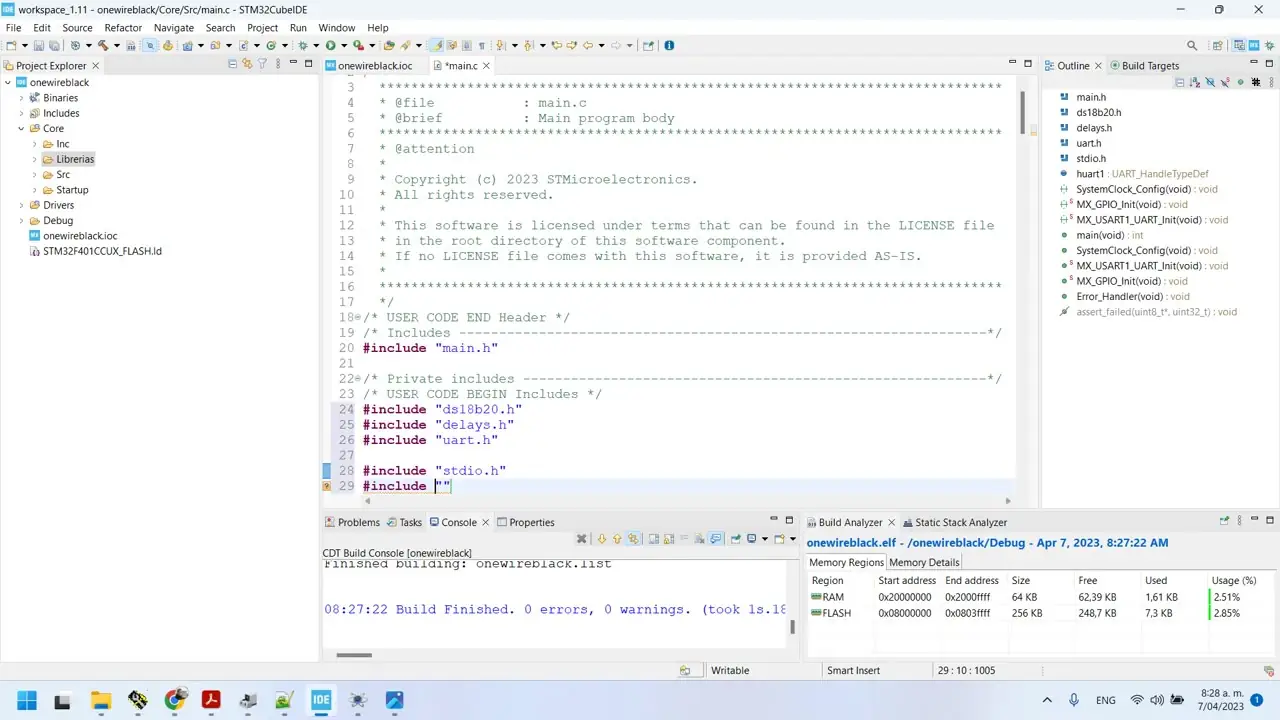 workspace_1.11 - onewireblack/Core/Src/main.c - STM32CubeIDE
File Edit Source Refactor Navigate Search Project Run Window Help
Project Explorer
onewireblack
Binaries
Includes
Core
Inc
Librerias
Src
Startup
Drivers
Debug
onewireblack.ioc
STM32F401CCUX_FLASH.ld
onewireblack.ioc *main.c
3 ******************************************************************************
4 * @file : main.c
5 * @brief : Main program body
6 ******************************************************************************
7 * @attention
8 *
9 * Copyright (c) 2023 STMicroelectronics.
10 * All rights reserved.
11 *
12 * This software is licensed under terms that can be found in the LICENSE file
13 * in the root directory of this software component.
14 * If no LICENSE file comes with this software, it is provided AS-IS.
15 *
16 ******************************************************************************
17 */
18 /* USER CODE END Header */
19 /* Includes ------------------------------------------------------------------*/
20 #include "main.h"
21
22 /* Private includes ----------------------------------------------------------*/
23 /* USER CODE BEGIN Includes */
24 #include "ds18b20.h"
25 #include "delays.h"
26 #include "uart.h"
27
28 #include "stdio.h"
29 #include ""
Outline Build Targets
main.h
ds18b20.h
delays.h
uart.h
stdio.h
huart1 : UART_HandleTypeDef
SystemClock_Config(void) : void
MX_GPIO_Init(void) : void
MX_USART1_UART_Init(void) : void
main(void) : int
SystemClock_Config(void) : void
MX_USART1_UART_Init(void) : void
MX_GPIO_Init(void) : void
Error_Handler(void) : void
assert_failed(uint8_t*, uint32_t) : void
Problems Tasks Console Properties
CDT Build Console [onewireblack]
Finished building: onewireblack.list
08:27:22 Build Finished. 0 errors, 0 warnings. (took 1s.18
Build Analyzer Static Stack Analyzer
onewireblack.elf - /onewireblack/Debug - Apr 7, 2023, 8:27:22 AM
Memory Regions Memory Details
Region Start address End address Size Free Used Usage (%)
RAM 0x20000000 0x2000ffff 64 KB 62,39 KB 1,61 KB 2.51%
FLASH 0x08000000 0x0803ffff 256 KB 248,7 KB 7,3 KB 2.85%
Writable Smart Insert 29 : 10 : 1005
IDE
ENG
8:28 a. m.
7/04/2023
1